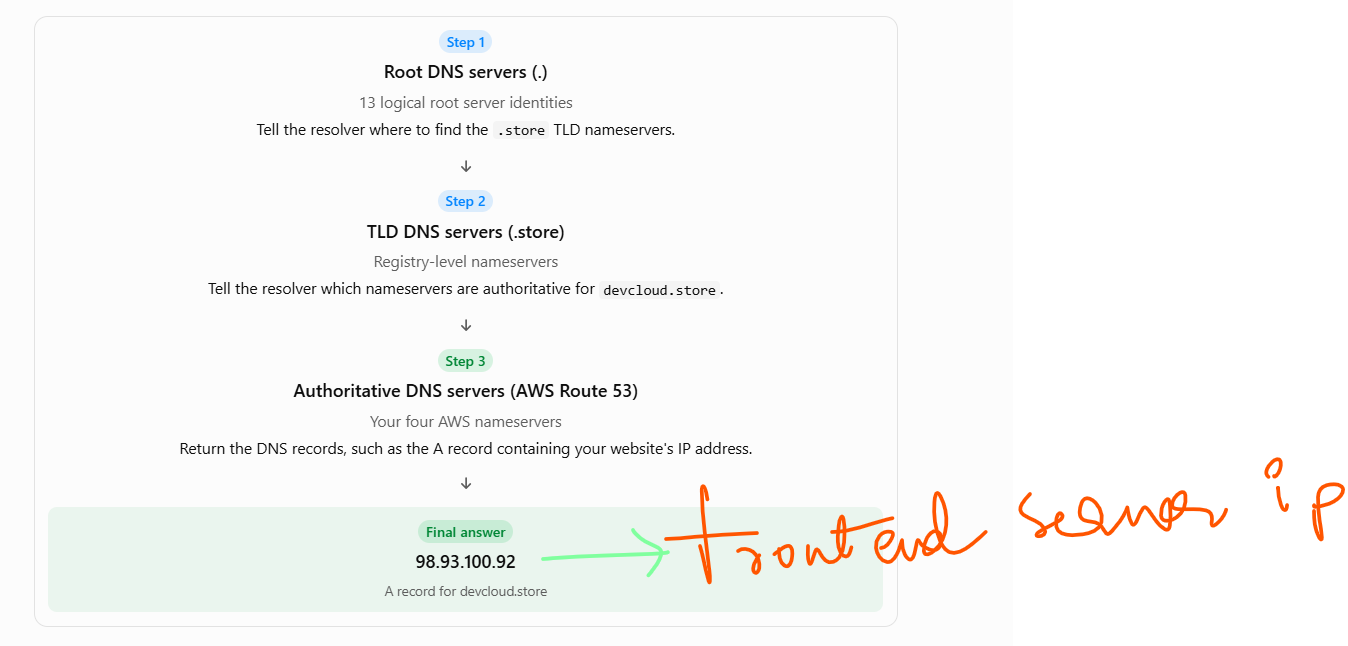 Step 1
Root DNS servers (.)
13 logical root server identities
Tell the resolver where to find the .store TLD nameservers.
↓
Step 2
TLD DNS servers (.store)
Registry-level nameservers
Tell the resolver which nameservers are authoritative for devcloud.store.
↓
Step 3
Authoritative DNS servers (AWS Route 53)
Your four AWS nameservers
Return the DNS records, such as the A record containing your website's IP address.
↓
Final answer
98.93.100.92
A record for devcloud.store
frontend server ip